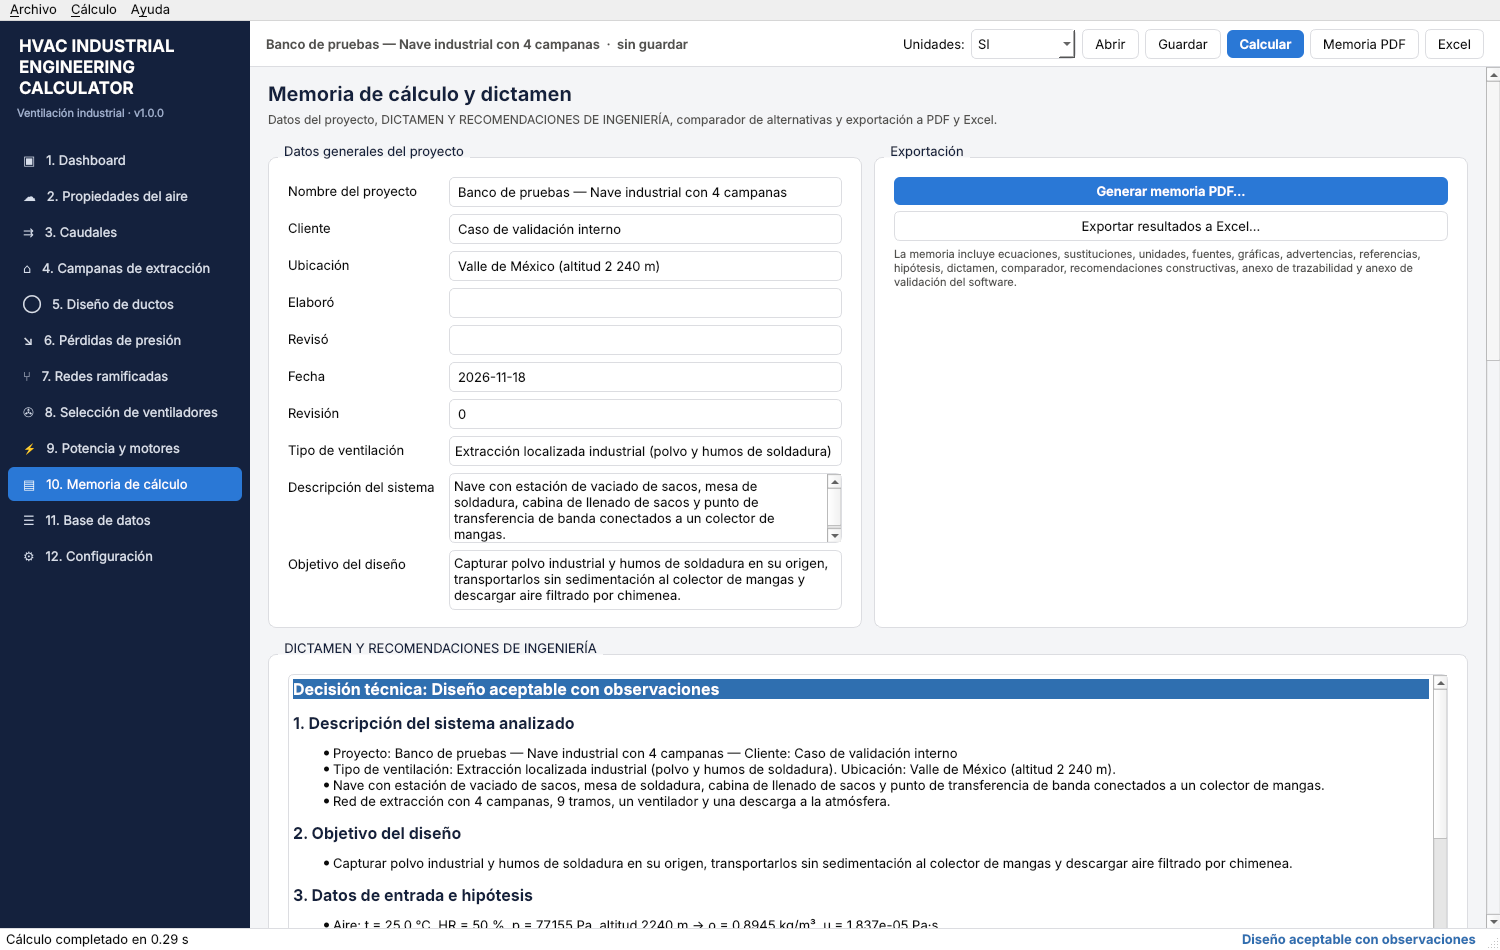 Archivo Cálculo Ayuda
HVAC INDUSTRIAL
ENGINEERING
CALCULATOR
Ventilación industrial · v1.0.0
1. Dashboard
2. Propiedades del aire
3. Caudales
4. Campanas de extracción
5. Diseño de ductos
6. Pérdidas de presión
7. Redes ramificadas
8. Selección de ventiladores
9. Potencia y motores
10. Memoria de cálculo
11. Base de datos
12. Configuración
Banco de pruebas — Nave industrial con 4 campanas · sin guardar
Unidades: SI Abrir Guardar Calcular Memoria PDF Excel
Memoria de cálculo y dictamen
Datos del proyecto, DICTAMEN Y RECOMENDACIONES DE INGENIERÍA, comparador de alternativas y exportación a PDF y Excel.
Datos generales del proyecto
Nombre del proyecto Banco de pruebas — Nave industrial con 4 campanas
Cliente Caso de validación interno
Ubicación Valle de México (altitud 2 240 m)
Elaboró
Revisó
Fecha 2026-11-18
Revisión 0
Tipo de ventilación Extracción localizada industrial (polvo y humos de soldadura)
Descripción del sistema Nave con estación de vaciado de sacos, mesa de
soldadura, cabina de llenado de sacos y punto de
transferencia de banda conectados a un colector de
mangas.
Objetivo del diseño Capturar polvo industrial y humos de soldadura en su origen,
transportarlos sin sedimentación al colector de mangas y
descargar aire filtrado por chimenea.
Exportación
Generar memoria PDF...
Exportar resultados a Excel...
La memoria incluye ecuaciones, sustituciones, unidades, fuentes, gráficas, advertencias, referencias,
hipótesis, dictamen, comparador, recomendaciones constructivas, anexo de trazabilidad y anexo de
validación del software.
DICTAMEN Y RECOMENDACIONES DE INGENIERÍA
Decisión técnica: Diseño aceptable con observaciones
1. Descripción del sistema analizado
• Proyecto: Banco de pruebas — Nave industrial con 4 campanas — Cliente: Caso de validación interno
• Tipo de ventilación: Extracción localizada industrial (polvo y humos de soldadura). Ubicación: Valle de México (altitud 2 240 m).
• Nave con estación de vaciado de sacos, mesa de soldadura, cabina de llenado de sacos y punto de transferencia de banda conectados a un colector de mangas.
• Red de extracción con 4 campanas, 9 tramos, un ventilador y una descarga a la atmósfera.
2. Objetivo del diseño
• Capturar polvo industrial y humos de soldadura en su origen, transportarlos sin sedimentación al colector de mangas y descargar aire filtrado por chimenea.
3. Datos de entrada e hipótesis
• Aire: t = 25.0 °C, HR = 50 %, p = 77155 Pa, altitud 2240 m → ρ = 0.8945 kg/m³, μ = 1.837e-05 Pa·s
Cálculo completado en 0.29 s
Diseño aceptable con observaciones